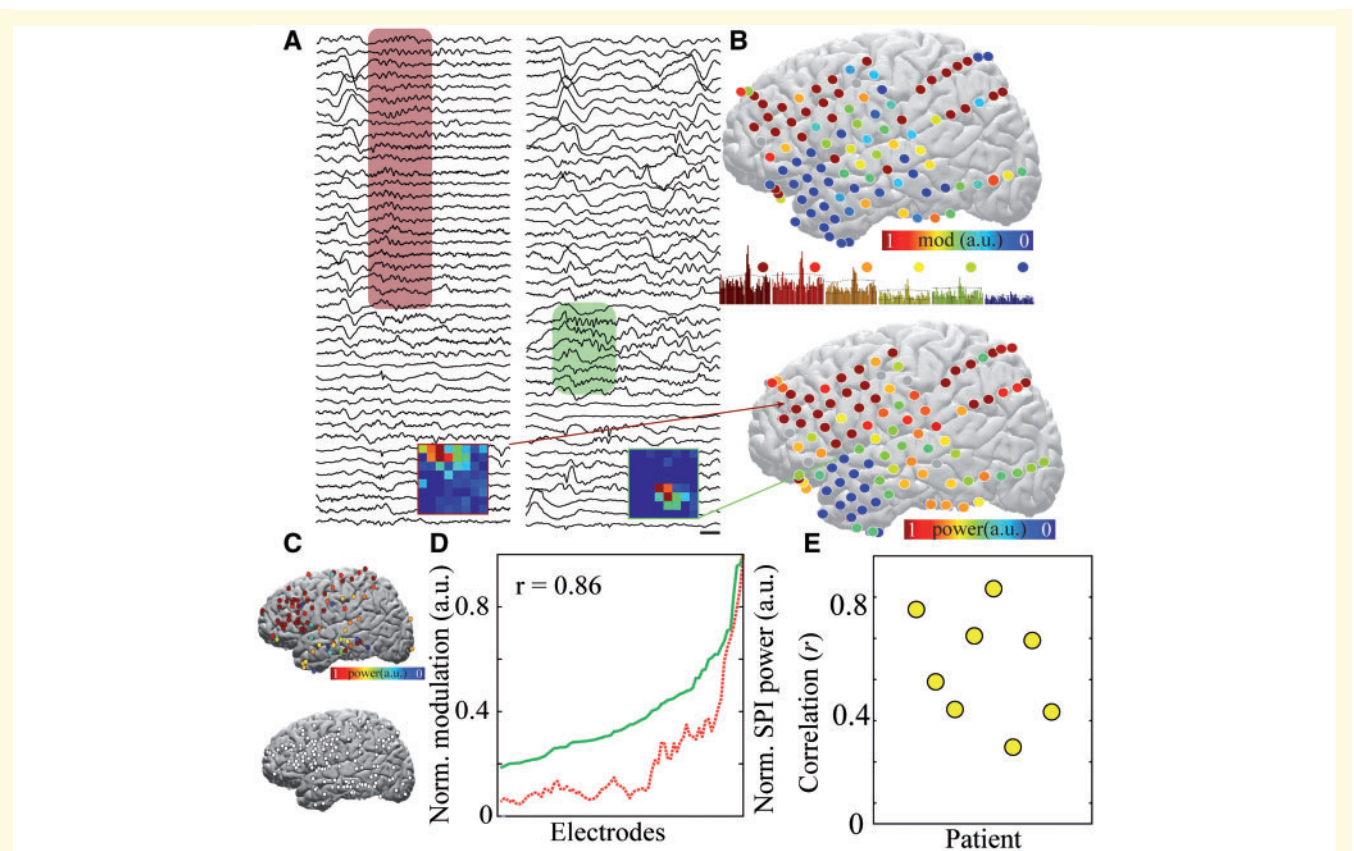 A
B
1 mod (a.u.) 0
1 power(a.u.) 0
C
1 power(a.u.) 0
D
r = 0.86
0.8
0.4
0
Norm. modulation (a.u.)
Norm. SPI power (a.u.)
Electrodes
E
0.8
0.4
0
Correlation (r)
Patient